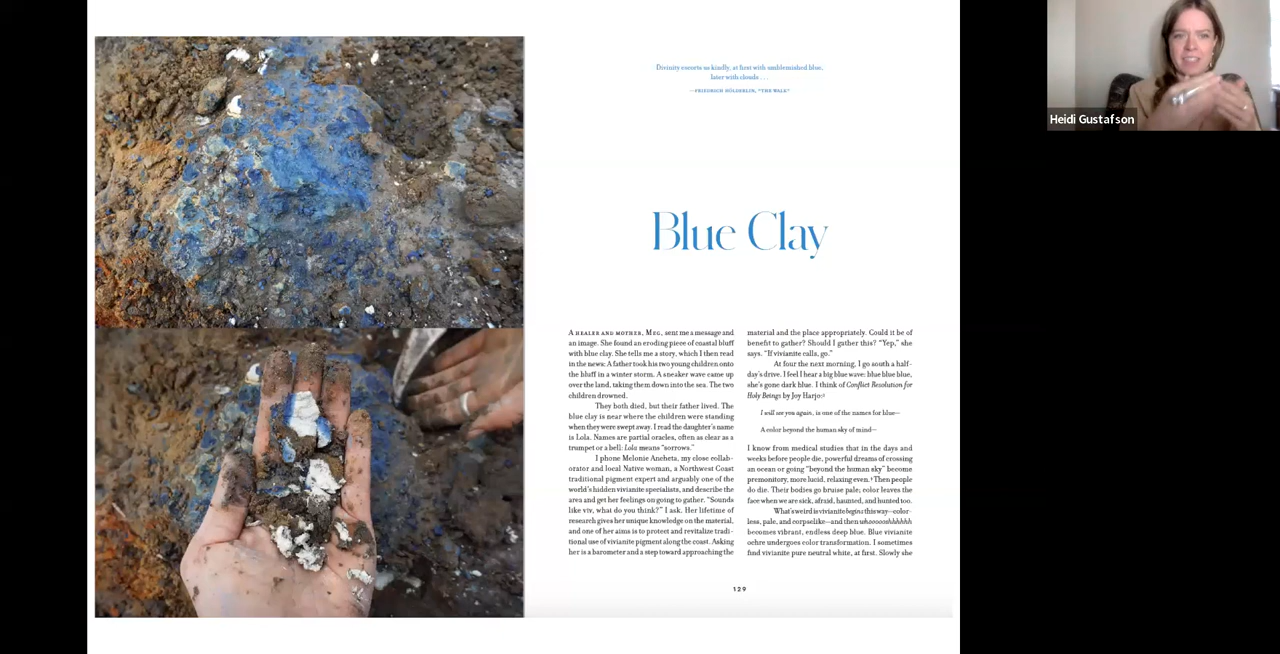 Divinity escorts us kindly, at first with unblemished blue,
later with clouds . . .
—FRIEDRICH HÖLDERLIN, "THE WALK"
Blue Clay
A HEALER AND MOTHER, MEG, sent me a message and
an image. She found an eroding piece of coastal bluff
with blue clay. She tells me a story, which I then read
in the news: A father took his two young children onto
the bluff in a winter storm. A sneaker wave came up
over the land, taking them down into the sea. The two
children drowned.
They both died, but their father lived. The
blue clay is near where the children were standing
when they were swept away. I read the daughter's name
is Lola. Names are partial oracles, often as clear as a
trumpet or a bell: Lola means "sorrows."
I phone Melonie Ancheta, my close collab-
orator and local Native woman, a Northwest Coast
traditional pigment expert and arguably one of the
world's hidden vivianite specialists, and describe the
area and get her feelings on going to gather. "Sounds
like viv, what do you think?" I ask. Her lifetime of
research gives her unique knowledge on the material,
and one of her aims is to protect and revitalize tradi-
tional use of vivianite pigment along the coast. Asking
her is a barometer and a step toward approaching the
material and the place appropriately. Could it be of
benefit to gather? Should I gather this? "Yep," she
says. "If vivianite calls, go."
At four the next morning, I go south a half-
day's drive. I feel I hear a big blue wave: blue blue blue,
she's gone dark blue. I think of Conflict Resolution for
Holy Beings by Joy Harjo:
I will see you again, is one of the names for blue—
A color beyond the human sky of mind—
I know from medical studies that in the days and
weeks before people die, powerful dreams of crossing
an ocean or going "beyond the human sky" become
premonitory, more lucid, relaxing even. Then people
do die. Their bodies go bruise pale; color leaves the
face when we are sick, afraid, haunted, and hunted too.
What's weird is vivianite begins this way—color-
less, pale, and corpselike—and then whooooshhhhhh
becomes vibrant, endless deep blue. Blue vivianite
ochre undergoes color transformation. I sometimes
find vivianite pure neutral white, at first. Slowly she
129
Heidi Gustafson